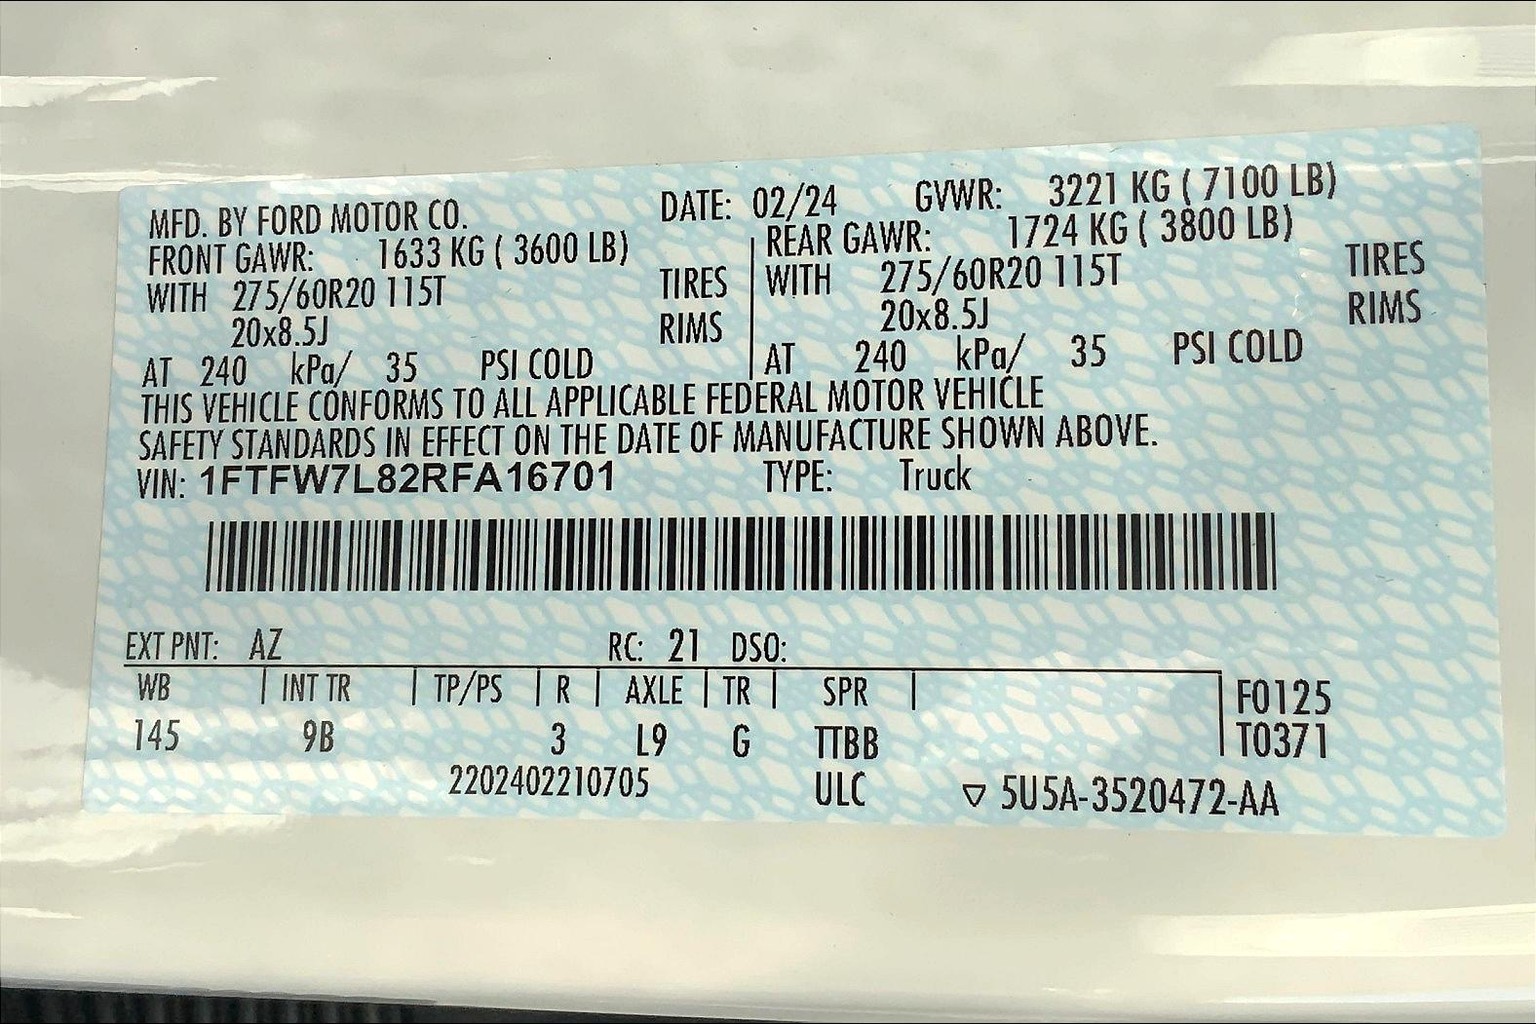 MFD. BY FORD MOTOR CO. DATE: 02/24 GVWR: 3221 KG ( 7100 LB)
FRONT GAWR: 1633 KG ( 3600 LB) REAR GAWR: 1724 KG ( 3800 LB)
WITH 275/60R20 115T TIRES WITH 275/60R20 115T TIRES
20x8.5J RIMS 20x8.5J RIMS
AT 240 kPa/ 35 PSI COLD AT 240 kPa/ 35 PSI COLD
THIS VEHICLE CONFORMS TO ALL APPLICABLE FEDERAL MOTOR VEHICLE
SAFETY STANDARDS IN EFFECT ON THE DATE OF MANUFACTURE SHOWN ABOVE.
VIN: 1FTFW7L82RFA16701 TYPE: Truck
EXT PNT: AZ RC: 21 DSO:
WB INT TR TP/PS R AXLE TR SPR F0125
145 9B 3 L9 G TTBB T0371
2202402210705 ULC ▽ 5U5A-3520472-AA